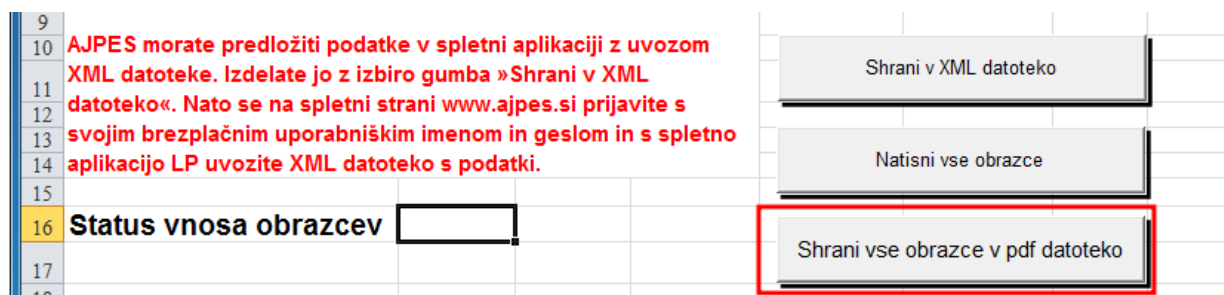 9
10
11
12
13
14
15
16
17
AJPES morate predložiti podatke v spletni aplikaciji z uvozom
XML datoteke. Izdelate jo z izbiro gumba »Shrani v XML
datoteko«. Nato se na spletni strani www.ajpes.si prijavite s
svojim brezplačnim uporabniškim imenom in geslom in s spletno
aplikacijo LP uvozite XML datoteko s podatki.
Status vnosa obrazcev
Shrani v XML datoteko
Natisni vse obrazce
Shrani vse obrazce v pdf datoteko